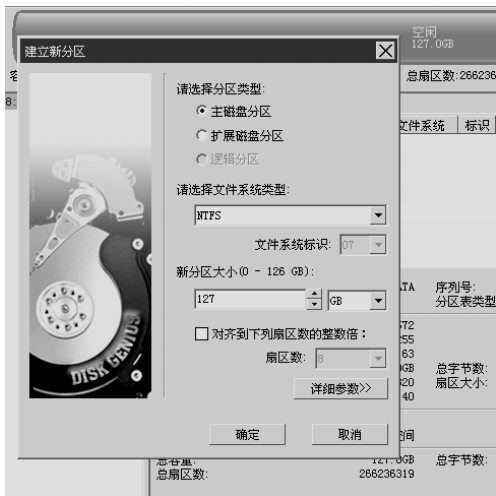 空闲
127.0GB
建立新分区
总扇区数:266236
请选择分区类型:
主磁盘分区
文件系统 标识
扩展磁盘分区
逻辑分区
请选择文件系统类型:
NTFS
文件系统标识: 07
新分区大小(0 - 126 GB):
序列号:
127 GB
分区表类型
对齐到下列扇区数的整数倍：
扇区数: 8
总字节数:
扇区大小:
详细参数>>
DISK GENIUS
确定 取消
总容量: 127.0GB 总字节数:
总扇区数: 266236319